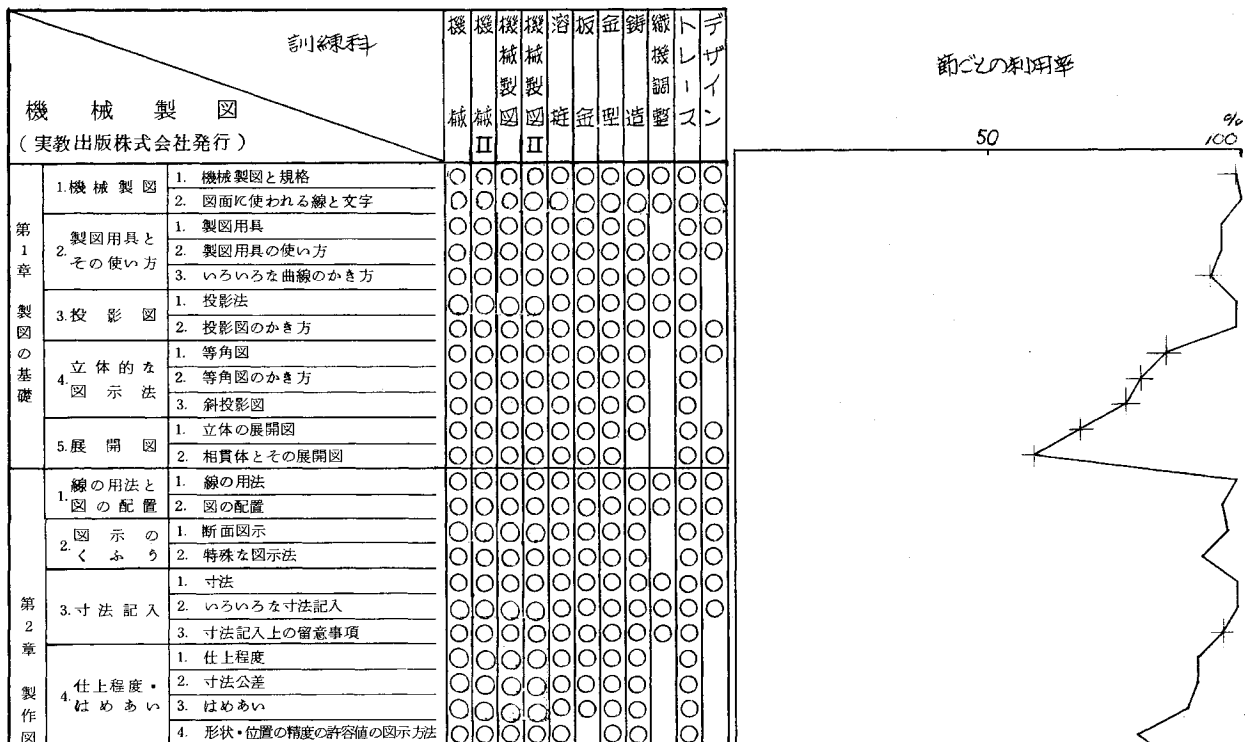 訓練科
機械製図
(実教出版株式会社発行)
機械
機械II
機械製図
機械製図II
溶接
板金
金型
鋳造
織機調整
トレース
デザイン
節ごとの利用率
50
100
%
第1章 製図の基礎
1.機械製図
1. 機械製図と規格
2. 図面に使われる線と文字
2.製図用具とその使い方
1. 製図用具
2. 製図用具の使い方
3. いろいろな曲線のかき方
3.投影図
1. 投影法
2. 投影図のかき方
4.立体的な図示法
1. 等角図
2. 等角図のかき方
3. 斜投影図
5.展開図
1. 立体の展開図
2. 相貫体とその展開図
第2章 製作図
1.線の用法と図の配置
1. 線の用法
2. 図の配置
2.図示のくふう
1. 断面図示
2. 特殊な図示法
3.寸法記入
1. 寸法
2. いろいろな寸法記入
3. 寸法記入上の留意事項
4.仕上程度・はめあい
1. 仕上程度
2. 寸法公差
3. はめあい
4. 形状・位置の精度の許容値の図示方法